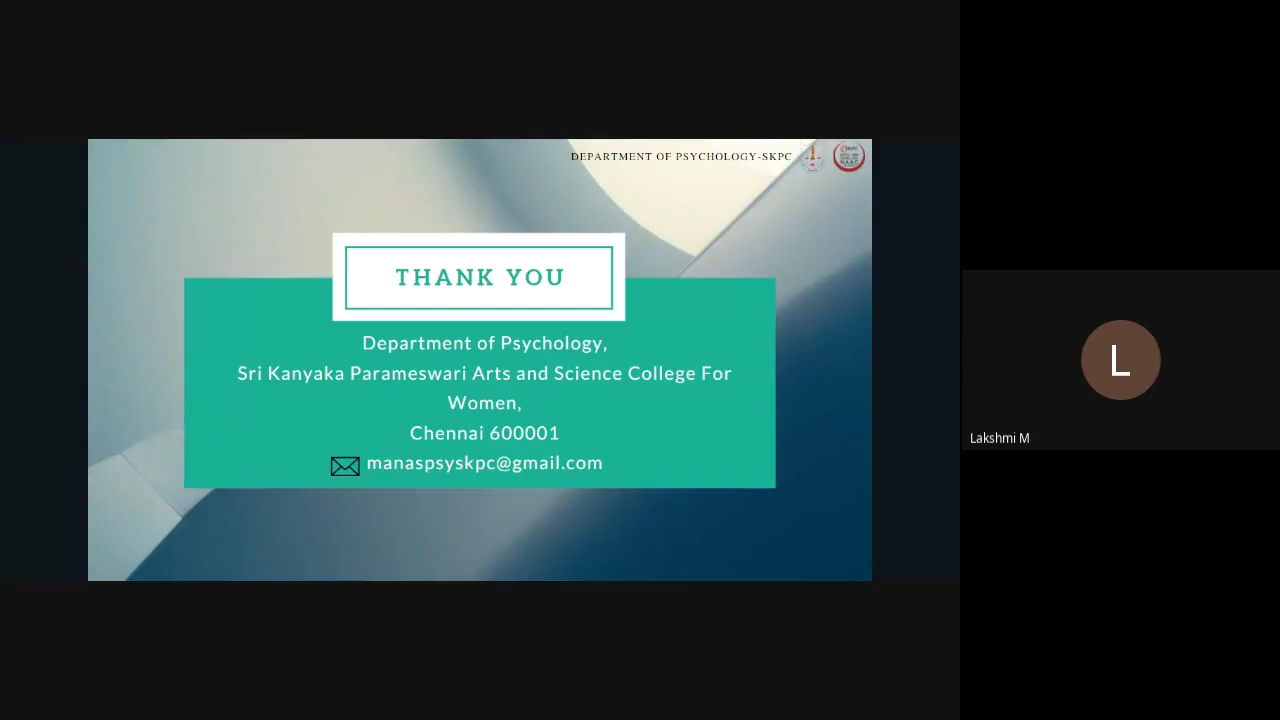 DEPARTMENT OF PSYCHOLOGY-SKPC
NAAC
THANK YOU
Department of Psychology,
Sri Kanyaka Parameswari Arts and Science College For
Women,
Chennai 600001
manaspsyskpc@gmail.com
L
Lakshmi M